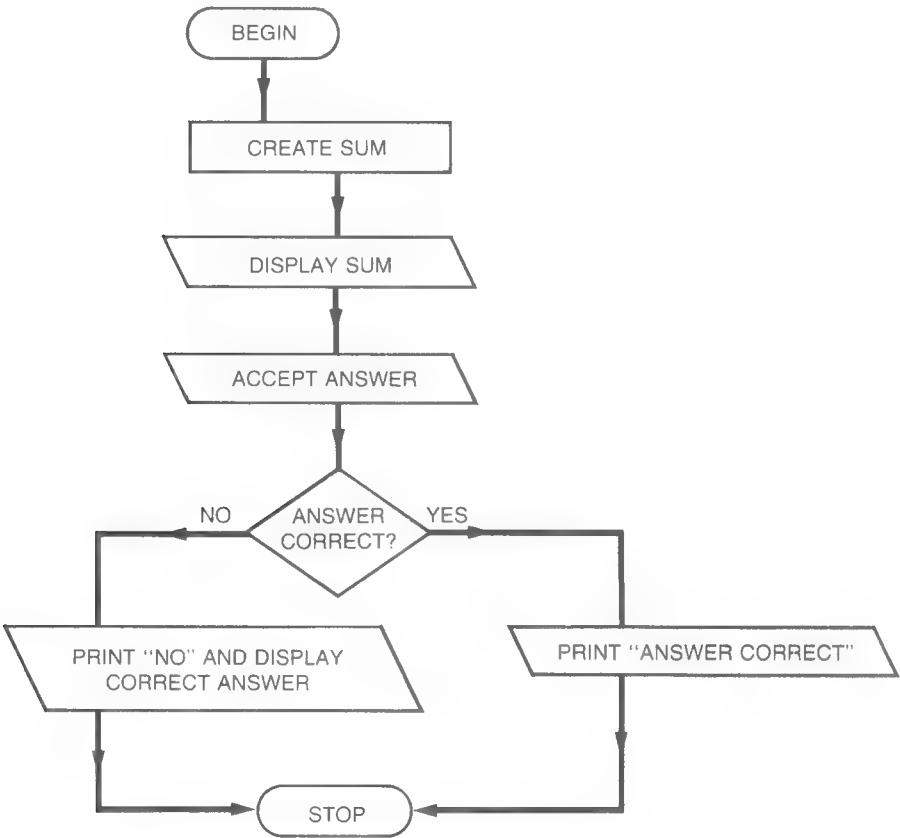 BEGIN
CREATE SUM
DISPLAY SUM
ACCEPT ANSWER
NO
ANSWER
CORRECT?
YES
PRINT “NO” AND DISPLAY
CORRECT ANSWER
PRINT “ANSWER CORRECT”
STOP